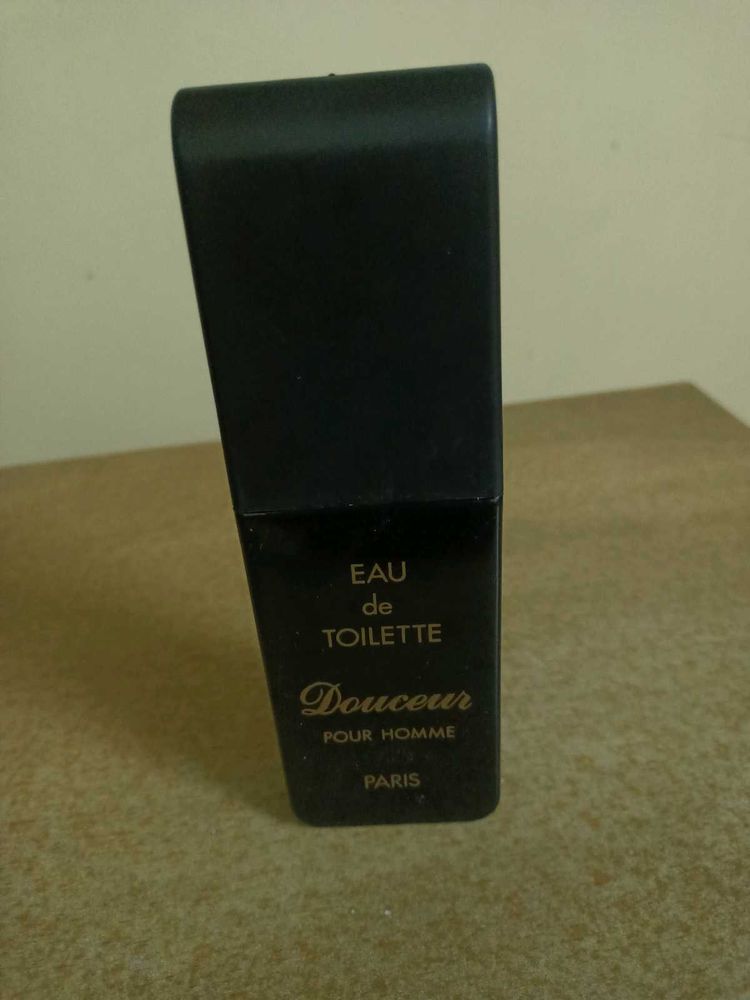 EAU
de
TOILETTE
Douceur
POUR HOMME
PARIS